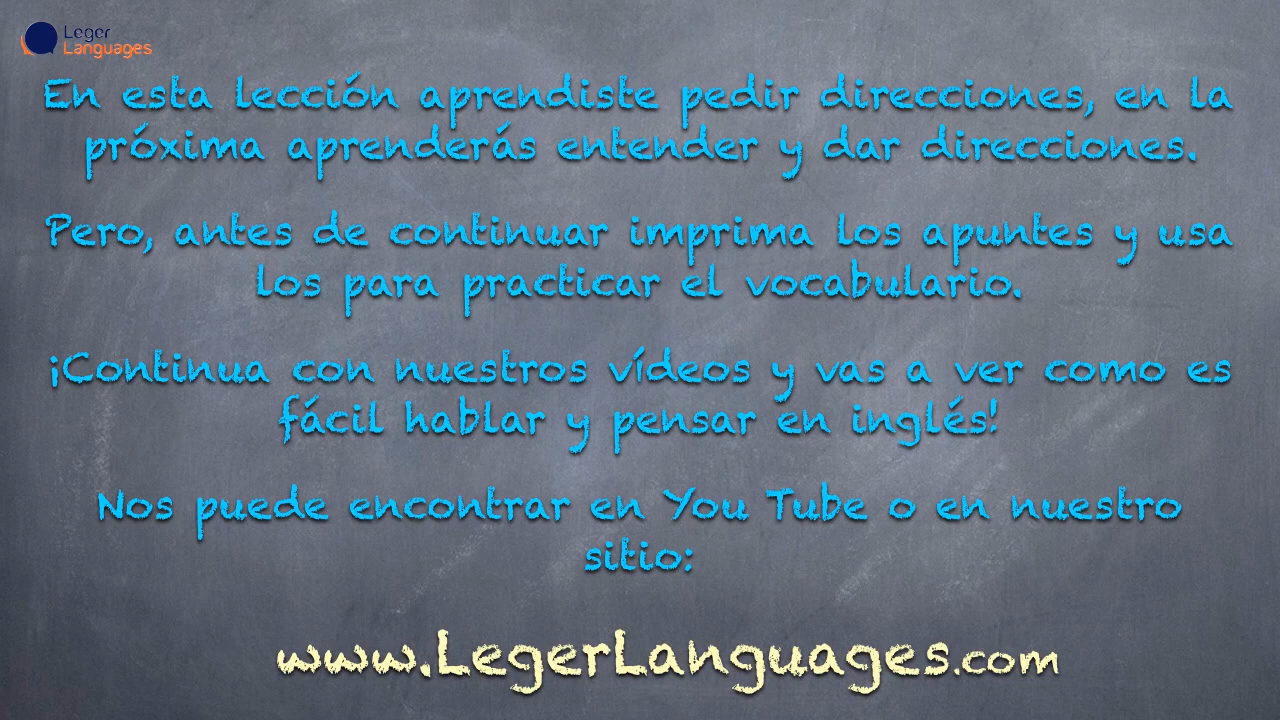 Leger
Languages
En esta lección aprendiste pedir direcciones, en la
próxima aprenderás entender y dar direcciones.
Pero, antes de continuar imprima los apuntes y usa
los para practicar el vocabulario.
¡Continua con nuestros vídeos y vas a ver como es
fácil hablar y pensar en inglés!
Nos puede encontrar en You Tube o en nuestro
sitio:
www.LegerLanguages.com